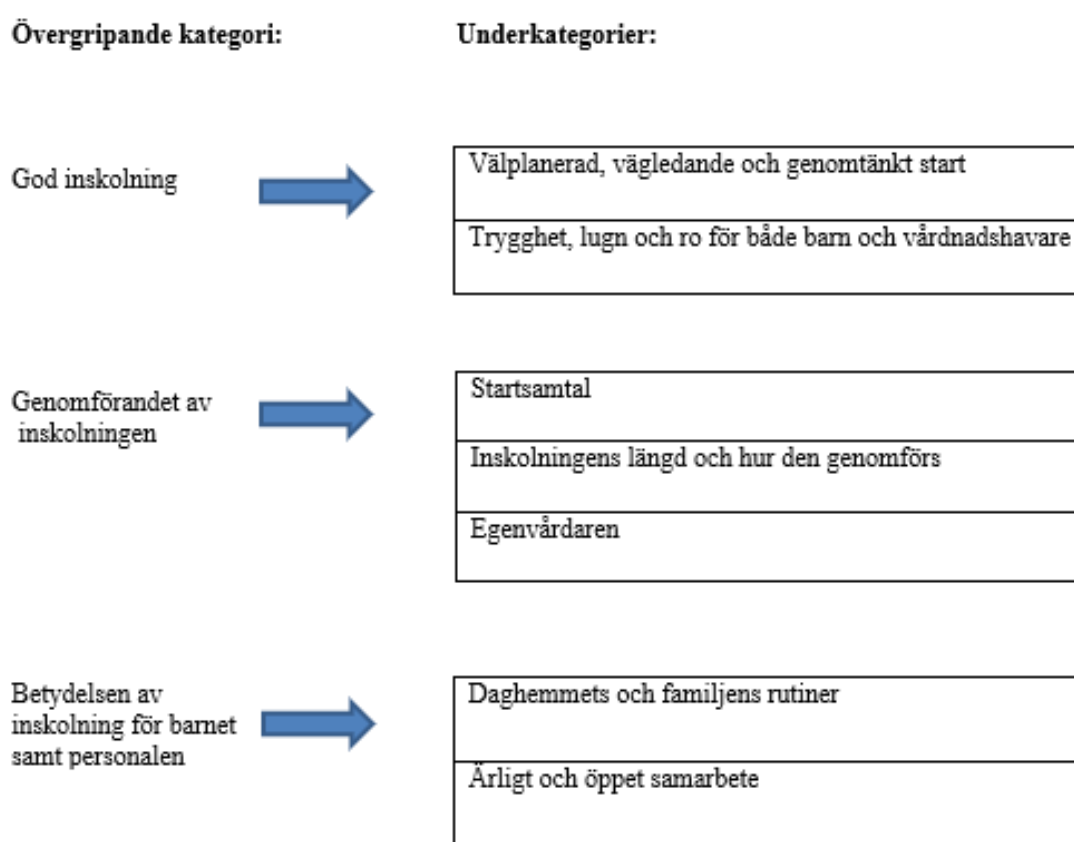 Övergripande kategori:
Underkategorier:
God inskolning
Välplanerad, vägledande och genomtänkt start
Trygghet, lugn och ro för både barn och vårdnadshavare
Genomförandet av
inskolningen
Startsamtal
Inskolningens längd och hur den genomförs
Egenvårdaren
Betydelsen av
inskolning för barnet
samt personalen
Daghemmets och familjens rutiner
Ärligt och öppet samarbete